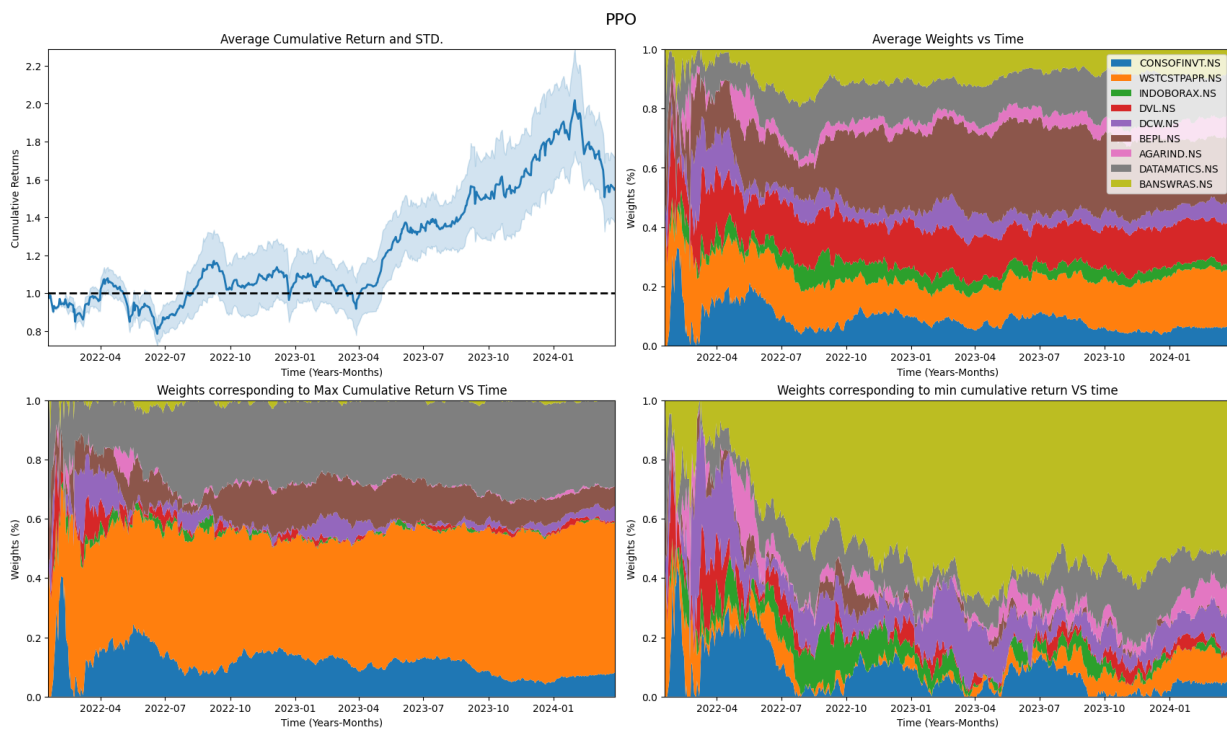 PPO
Average Cumulative Return and STD.
Cumulative Returns
2.2
2.0
1.8
1.6
1.4
1.2
1.0
0.8
2022-04 2022-07 2022-10 2023-01 2023-04 2023-07 2023-10 2024-01
Time (Years-Months)
Average Weights vs Time
Weights (%)
1.0
0.8
0.6
0.4
0.2
0.0
CONSOFINVT.NS
WSTCSTPAPR.NS
INDOBORAX.NS
DVL.NS
DCW.NS
BEPL.NS
AGARIND.NS
DATAMATICS.NS
BANSWRAS.NS
2022-04 2022-07 2022-10 2023-01 2023-04 2023-07 2023-10 2024-01
Time (Years-Months)
Weights corresponding to Max Cumulative Return VS Time
Weights (%)
1.0
0.8
0.6
0.4
0.2
0.0
2022-04 2022-07 2022-10 2023-01 2023-04 2023-07 2023-10 2024-01
Time (Years-Months)
Weights corresponding to min cumulative return VS time
Weights (%)
1.0
0.8
0.6
0.4
0.2
0.0
2022-04 2022-07 2022-10 2023-01 2023-04 2023-07 2023-10 2024-01
Time (Years-Months)